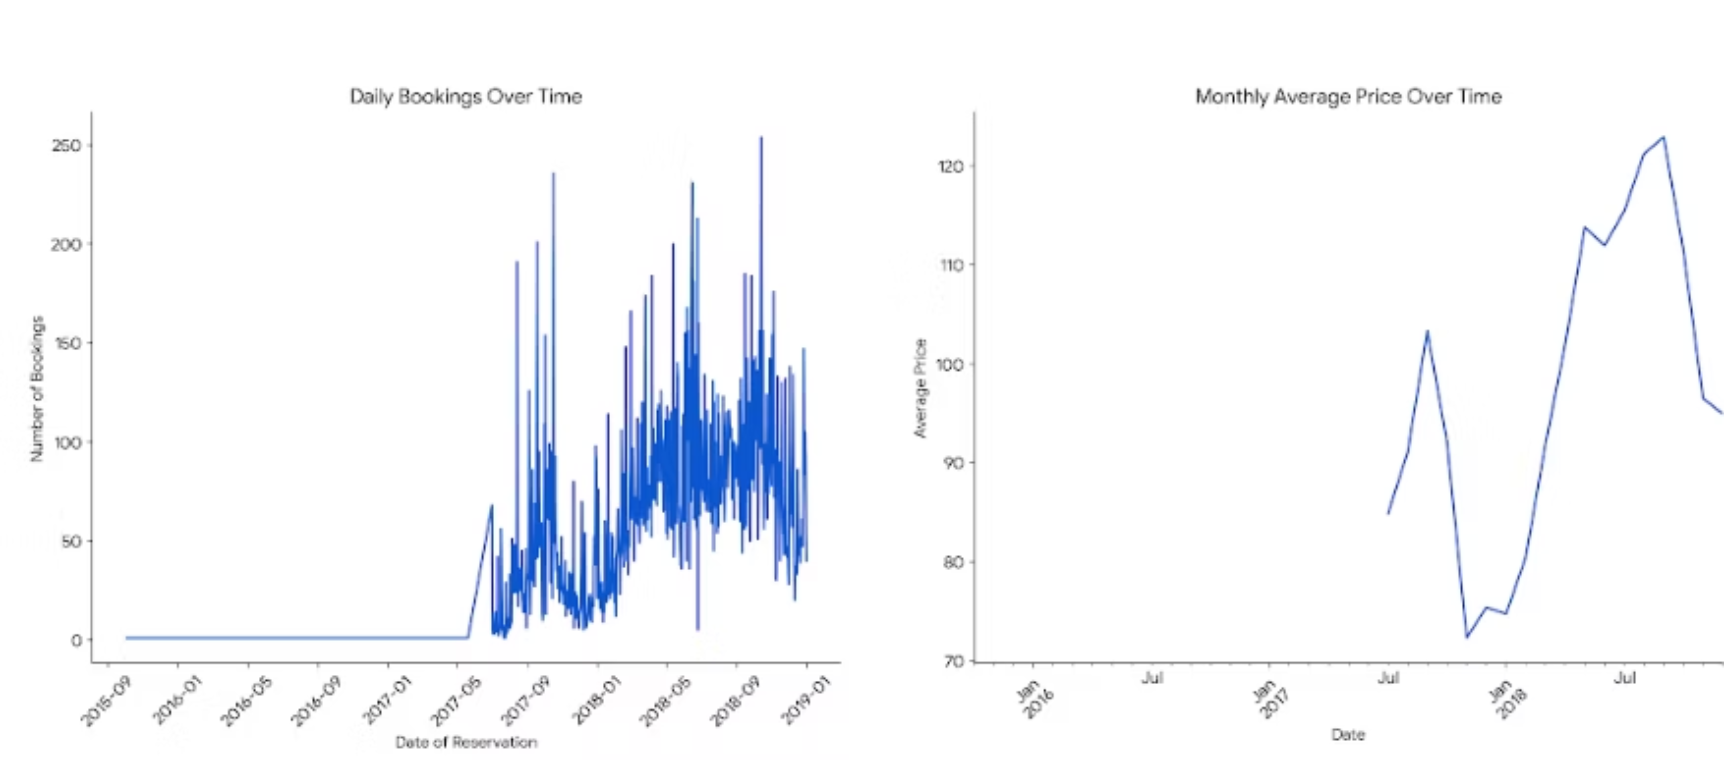 Daily Bookings Over Time
250
200
150
100
50
0
Number of Bookings
2015-09
2016-01
2016-05
2016-09
2017-01
2017-05
2017-09
2018-01
2018-05
2018-09
2019-01
Date of Reservation
Monthly Average Price Over Time
120
110
100
90
80
70
Average Price
Jan
2016
Jul
Jan
2017
Jul
Jan
2018
Jul
Date